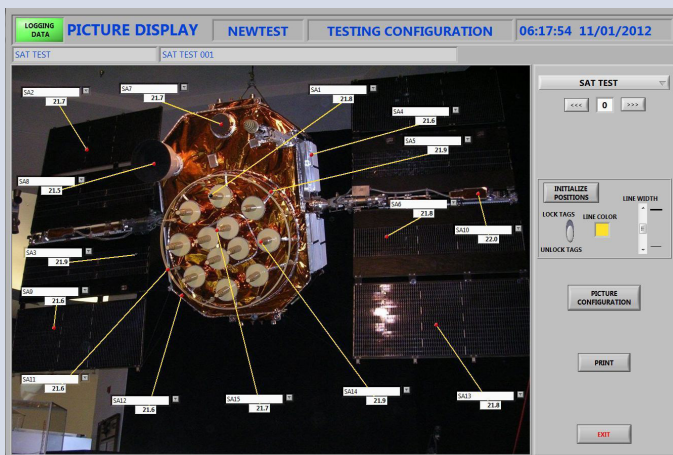 LOGGING DATA
PICTURE DISPLAY
NEWTEST
TESTING CONFIGURATION
06:17:54 11/01/2012
SAT TEST
SAT TEST 001
SA2
21.7
SA7
21.7
SA1
21.8
SA4
21.6
SA5
21.9
SA8
21.5
SA6
21.8
SA10
22.0
SA3
21.9
SA9
21.6
SA11
21.6
SA12
21.6
SA15
21.7
SA14
21.9
SA13
21.8
SAT TEST
<<<
0
>>>
INITIALIZE
POSITIONS
LINE WIDTH
LOCK TAGS
LINE COLOR
UNLOCK TAGS
PICTURE
CONFIGURATION
PRINT
EXIT